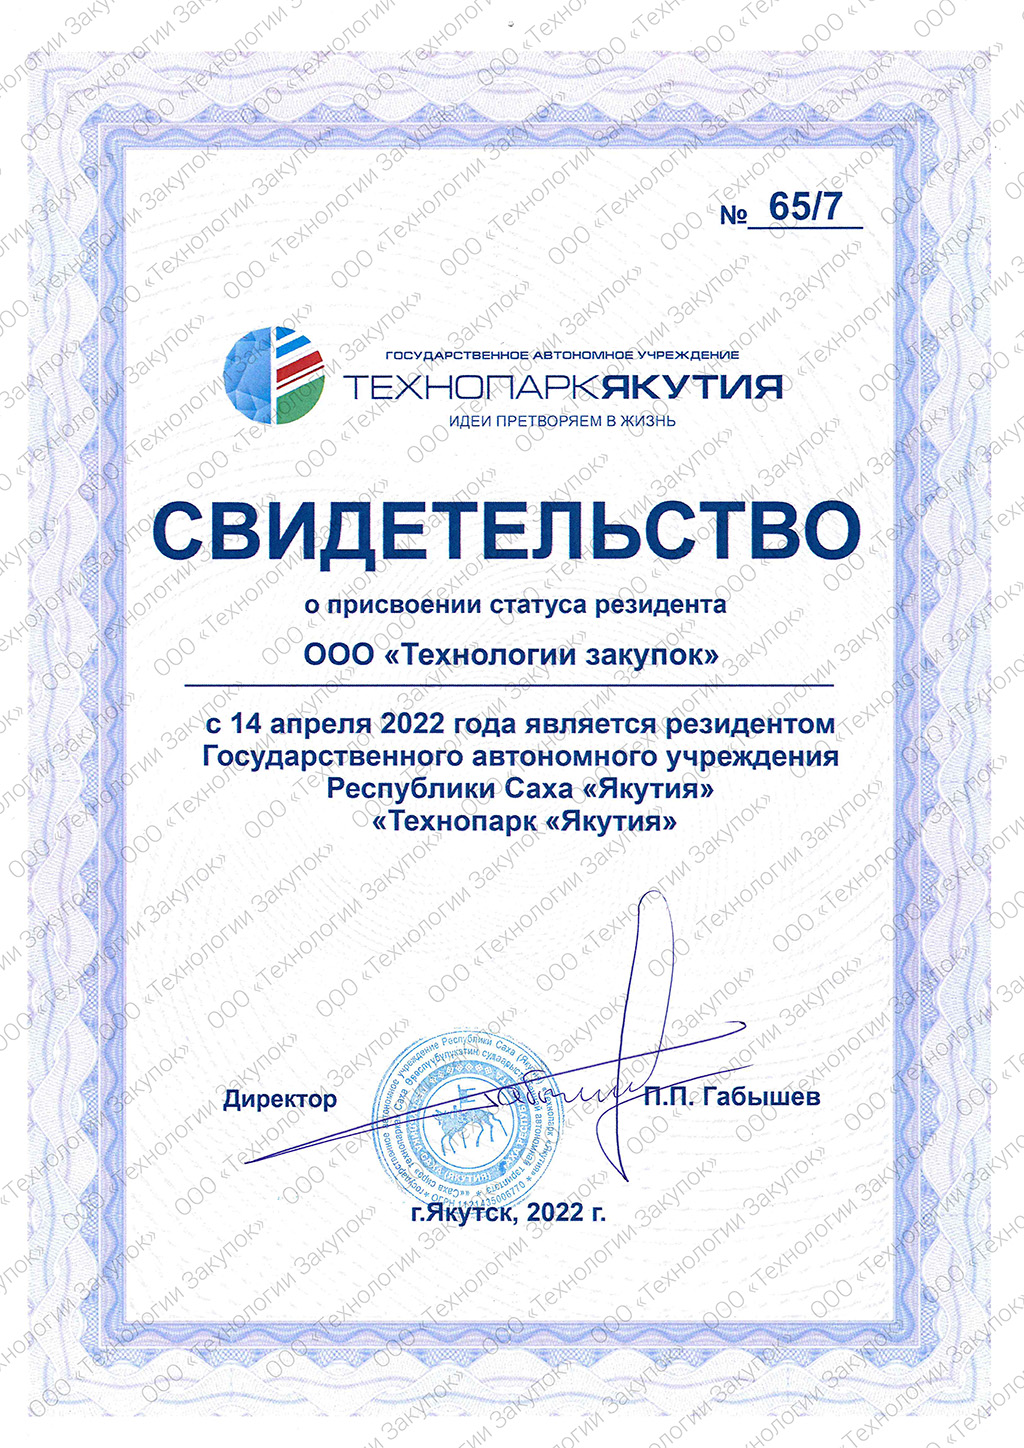 № 65/7
ГОСУДАРСТВЕННОЕ АВТОНОМНОЕ УЧРЕЖДЕНИЕ
ТЕХНОПАРКЯКУТИЯ
ИДЕИ ПРЕТВОРЯЕМ В ЖИЗНЬ
СВИДЕТЕЛЬСТВО
о присвоении статуса резидента
ООО «Технологии закупок»
с 14 апреля 2022 года является резидентом
Государственного автономного учреждения
Республики Саха «Якутия»
«Технопарк «Якутия»
Директор П.П. Габышев
г.Якутск, 2022 г.
ООО «Технологии Закупок»